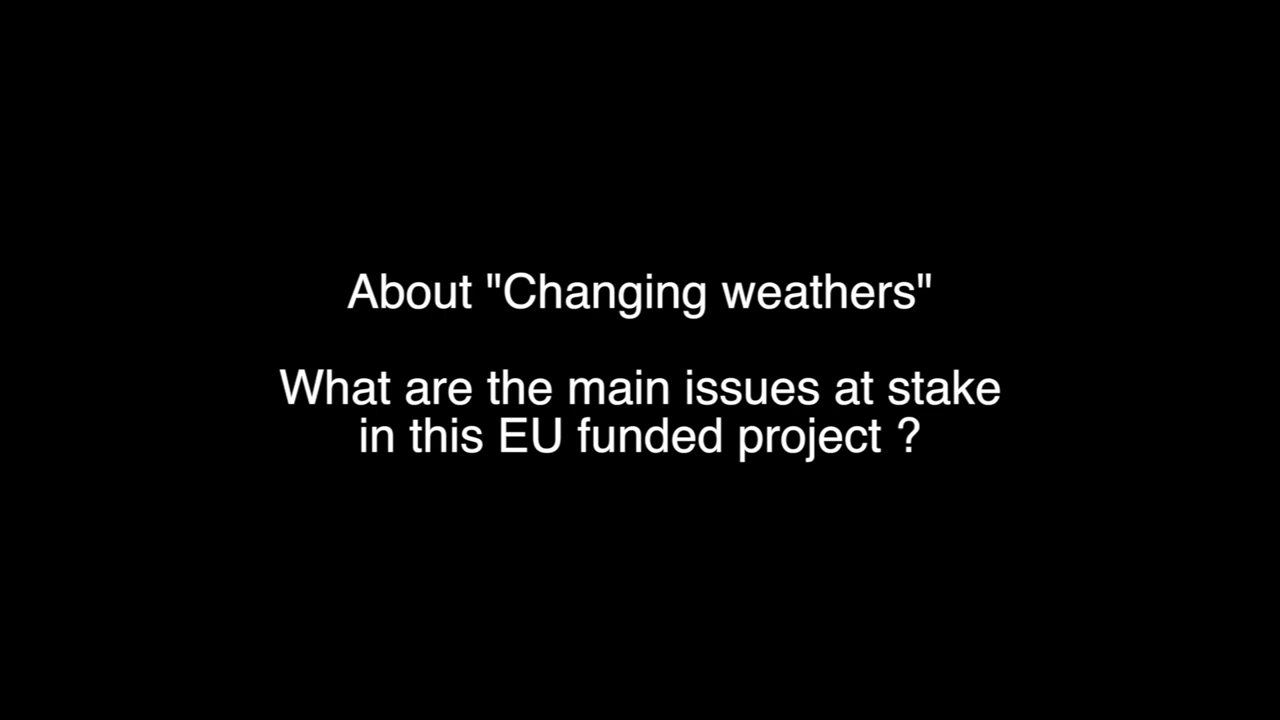 About "Changing weathers"
What are the main issues at stake
in this EU funded project ?